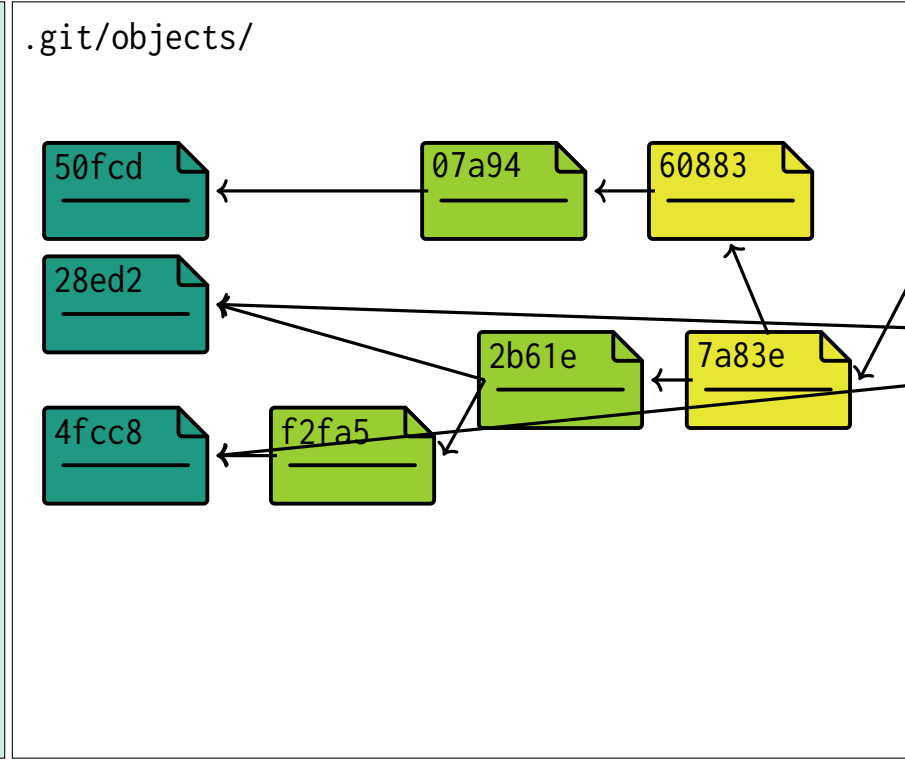 .git/objects/
50fcd
07a94
60883
28ed2
2b61e
7a83e
4fcc8
f2fa5